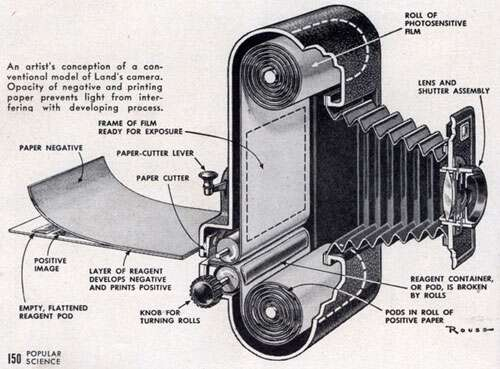 ROLL OF
PHOTOSENSITIVE
FILM
An artist's conception of a con-
ventional model of Land's camera.
Opacity of negative and printing
paper prevents light from inter-
fering with developing process.
LENS AND
SHUTTER ASSEMBLY
FRAME OF FILM
READY FOR EXPOSURE
PAPER NEGATIVE
PAPER-CUTTER LEVER
PAPER CUTTER
POSITIVE
IMAGE
LAYER OF REAGENT
DEVELOPS NEGATIVE
AND PRINTS POSITIVE
REAGENT CONTAINER,
OR POD, IS BROKEN
BY ROLLS
EMPTY, FLATTENED
REAGENT POD
KNOB FOR
TURNING ROLLS
PODS IN ROLL OF
POSITIVE PAPER
150 POPULAR
SCIENCE